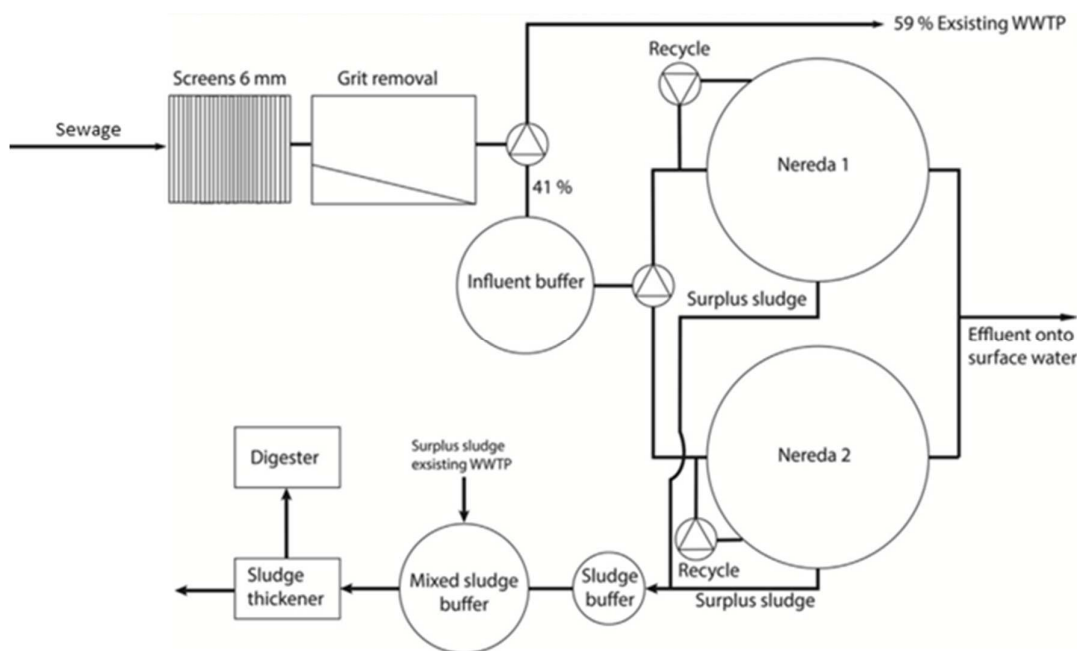 59 % Exsisting WWTP
Recycle
Screens 6 mm
Grit removal
Sewage
Nereda 1
41 %
Influent buffer
Surplus sludge
Effluent onto
surface water
Surplus sludge
exsisting WWTP
Digester
Nereda 2
Sludge
thickener
Mixed sludge
buffer
Sludge
buffer
Recycle
Surplus sludge